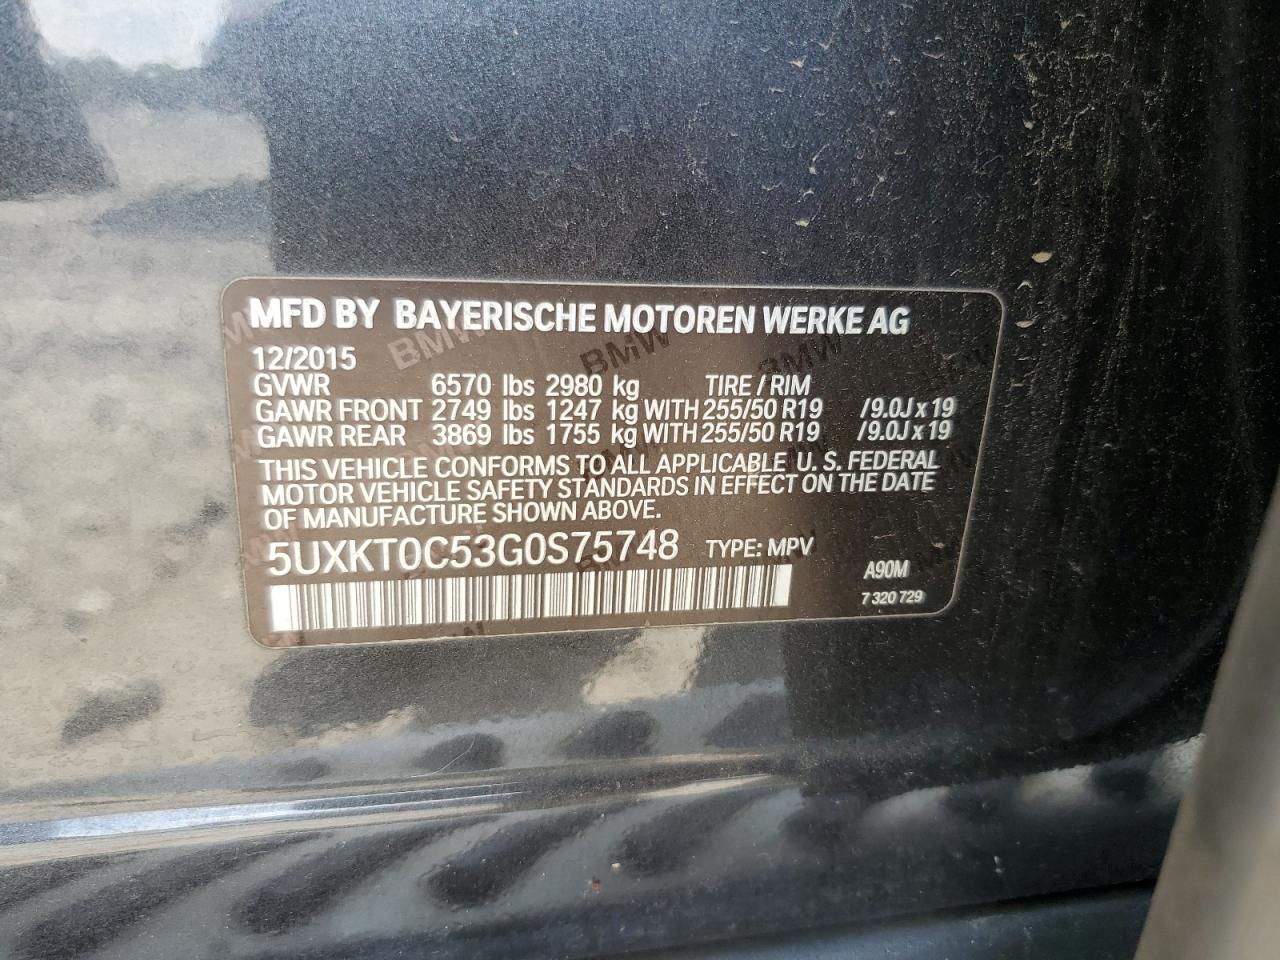 MFD BY BAYERISCHE MOTOREN WERKE AG
12/2015
GVWR 6570 lbs 2980 kg TIRE / RIM
GAWR FRONT 2749 lbs 1247 kg WITH 255/50 R19 /9.0J x 19
GAWR REAR 3869 lbs 1755 kg WITH 255/50 R19 /9.0J x 19
THIS VEHICLE CONFORMS TO ALL APPLICABLE U. S. FEDERAL
MOTOR VEHICLE SAFETY STANDARDS IN EFFECT ON THE DATE
OF MANUFACTURE SHOWN ABOVE.
5UXKT0C53G0S75748 TYPE: MPV
A90M
7 320 729